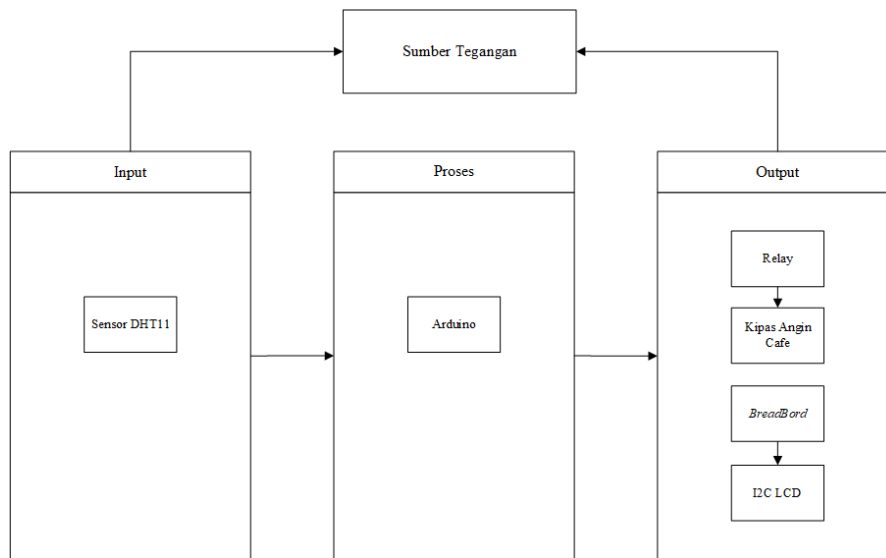 Sumber Tegangan
Input
Proses
Output
Sensor DHT11
Arduino
Relay
Kipas Angin
Cafe
BreadBord
I2C LCD